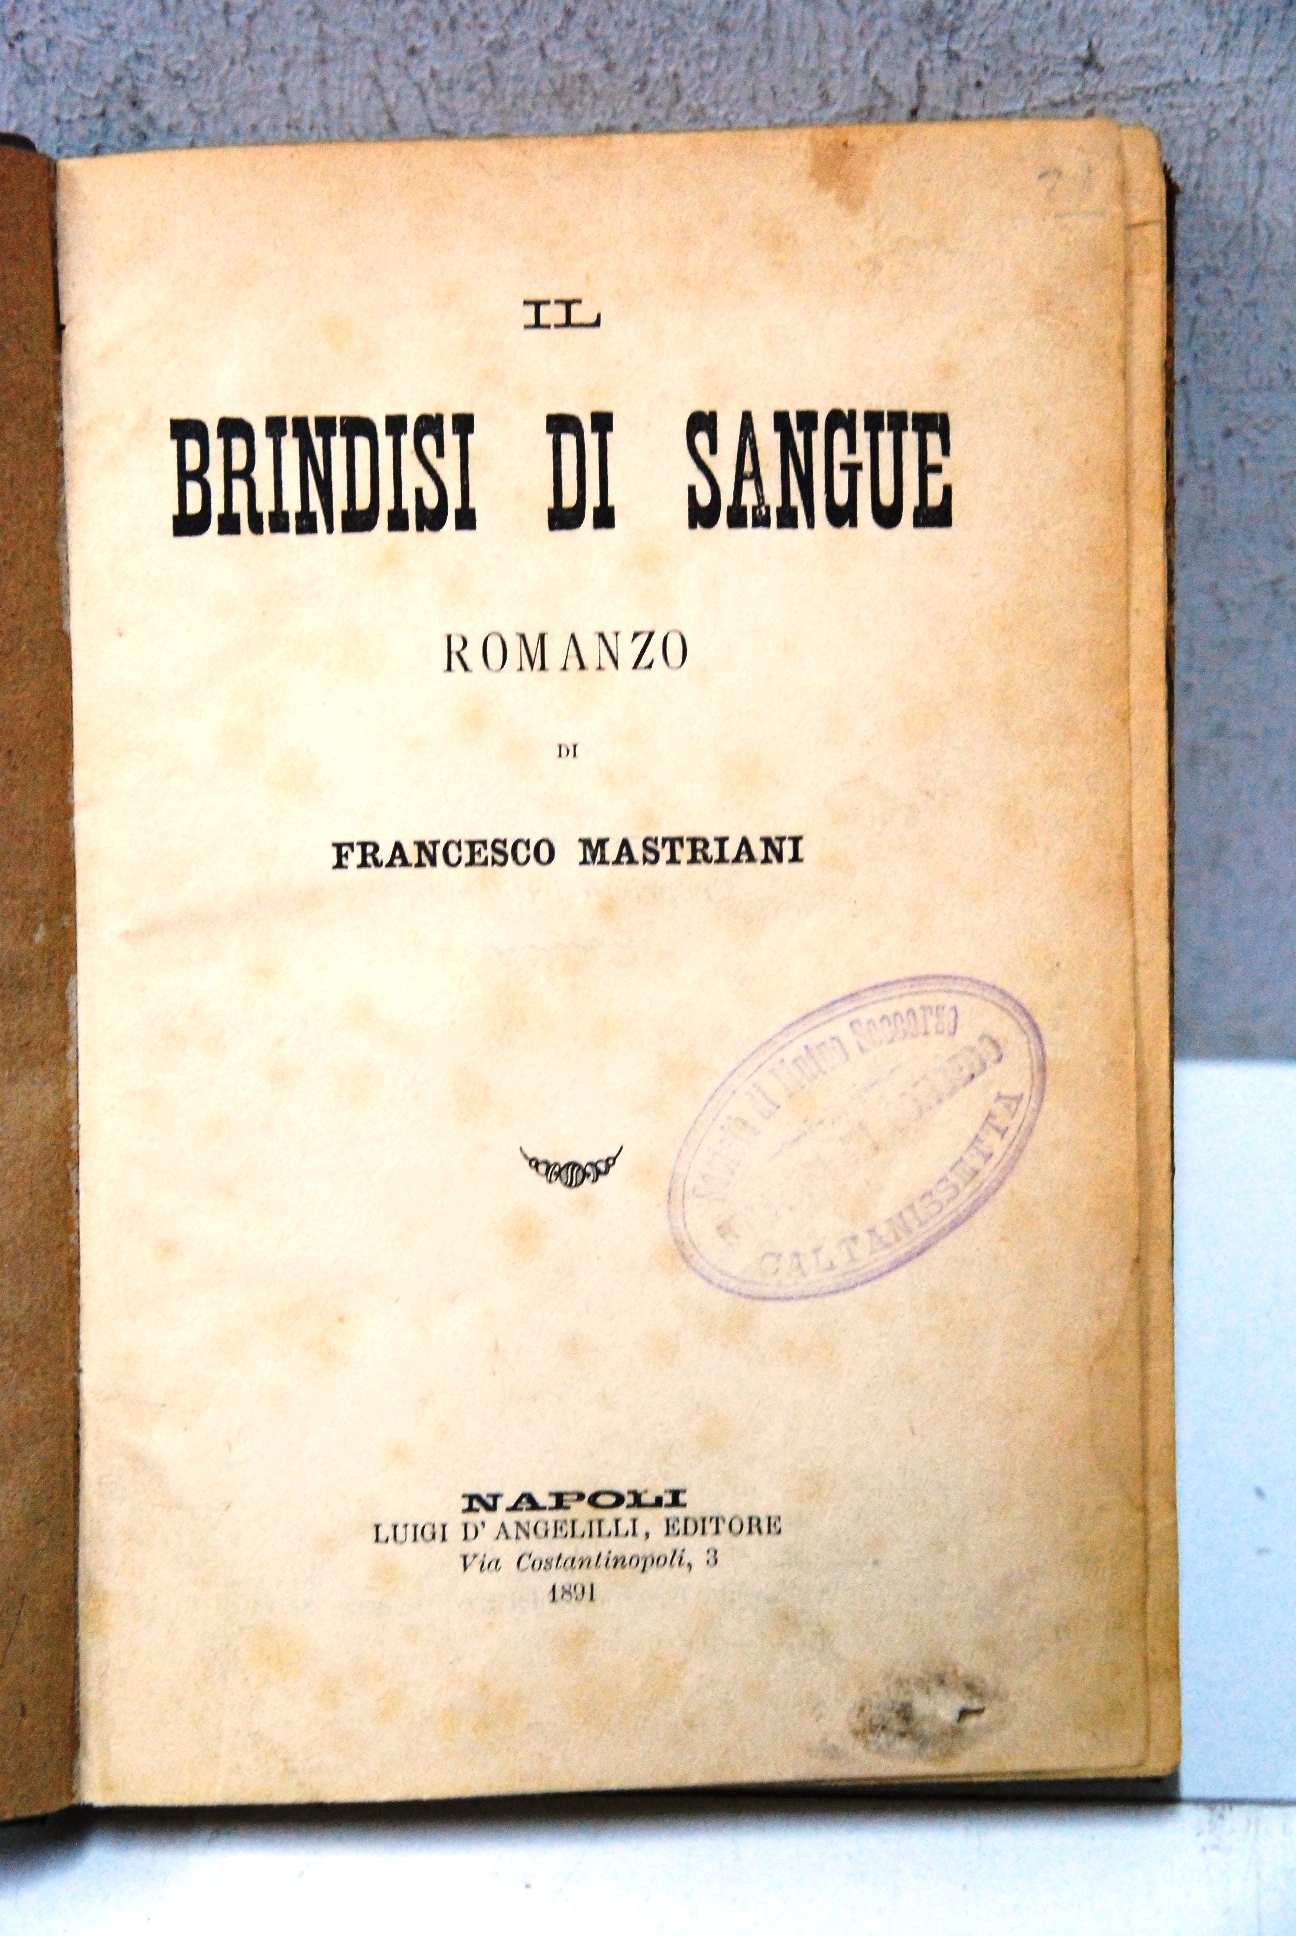 IL
BRINDISI DI SANGUE
ROMANZO
DI
FRANCESCO MASTRIANI
Società di Mutuo Soccorso
CALTANISSETTA
NAPOLI
LUIGI D' ANGELILLI, EDITORE
Via Costantinopoli, 3
1891